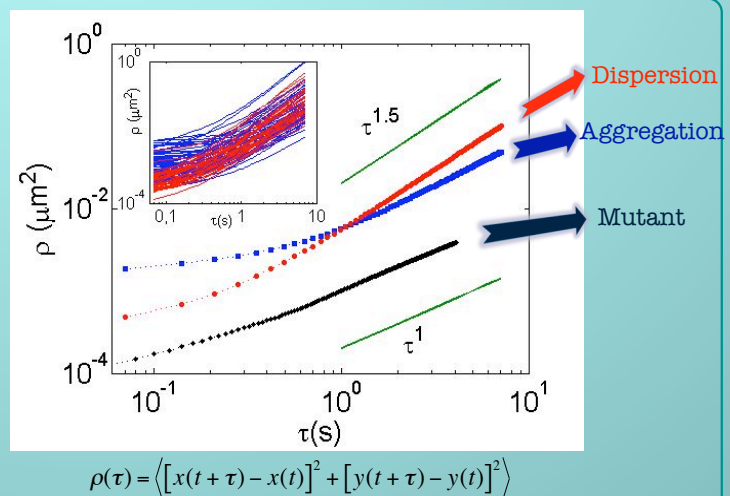 10⁰
10⁻²
10⁻⁴
ρ (μm²)
10⁻¹
10⁰
10¹
τ(s)
10⁰
10⁻⁴
ρ (μm²)
0,1
1
10
τ(s)
τ^1.5
τ¹
Dispersion
Aggregation
Mutant
ρ(τ) = ⟨[x(t + τ) − x(t)]² + [y(t + τ) − y(t)]²⟩